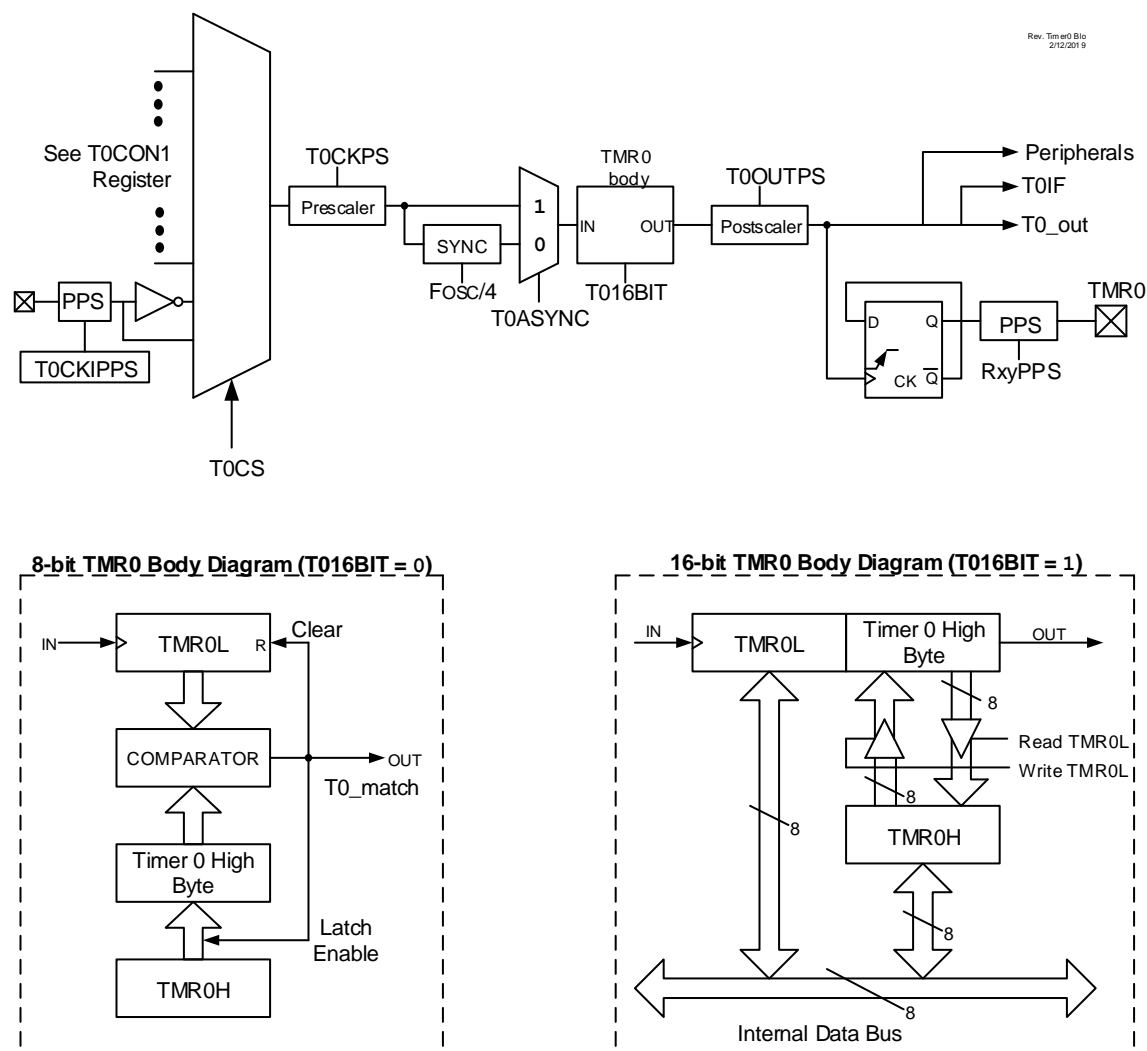 Rev. Timer0 Blo
2/12/2019
See T0CON1
Register
T0CKPS
Prescaler
SYNC
FOSC/4
1
0
T0ASYNC
TMR0
body
IN
OUT
T016BIT
T0OUTPS
Postscaler
Peripherals
T0IF
T0_out
PPS
T0CKIPPS
T0CS
D
Q
CK
Q̅
PPS
RxyPPS
TMR0
8-bit TMR0 Body Diagram (T016BIT = 0)
IN
TMR0L
R
Clear
COMPARATOR
OUT
T0_match
Timer 0 High
Byte
Latch
Enable
TMR0H
16-bit TMR0 Body Diagram (T016BIT = 1)
IN
TMR0L
Timer 0 High
Byte
OUT
8
Read TMR0L
Write TMR0L
8
8
TMR0H
8
8
Internal Data Bus